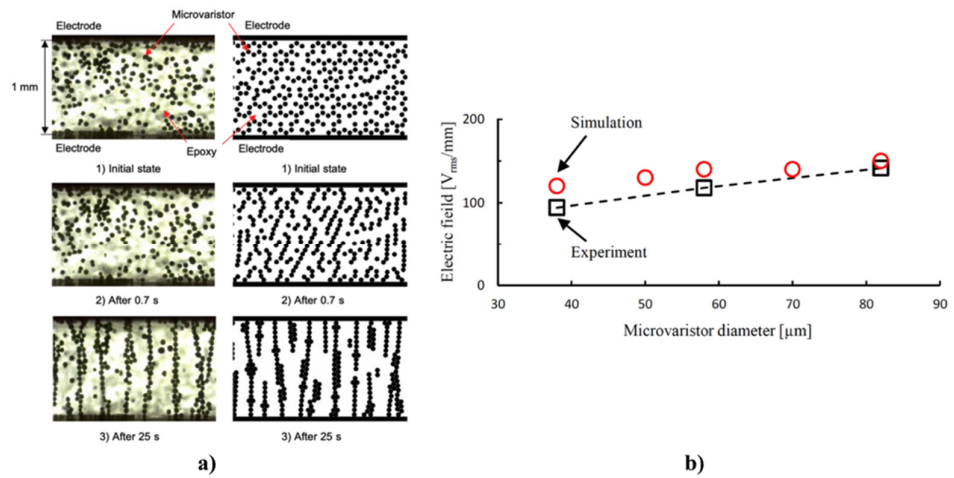 Microvaristor
Electrode
Electrode
1 mm
Electrode
Epoxy
Electrode
1) Initial state
1) Initial state
2) After 0.7 s
2) After 0.7 s
3) After 25 s
3) After 25 s
a)
200
100
0
Electric fieild [Vrms/mm]
Simulation
Experiment
30
40
50
60
70
80
90
Microvaristor diameter [µm]
b)